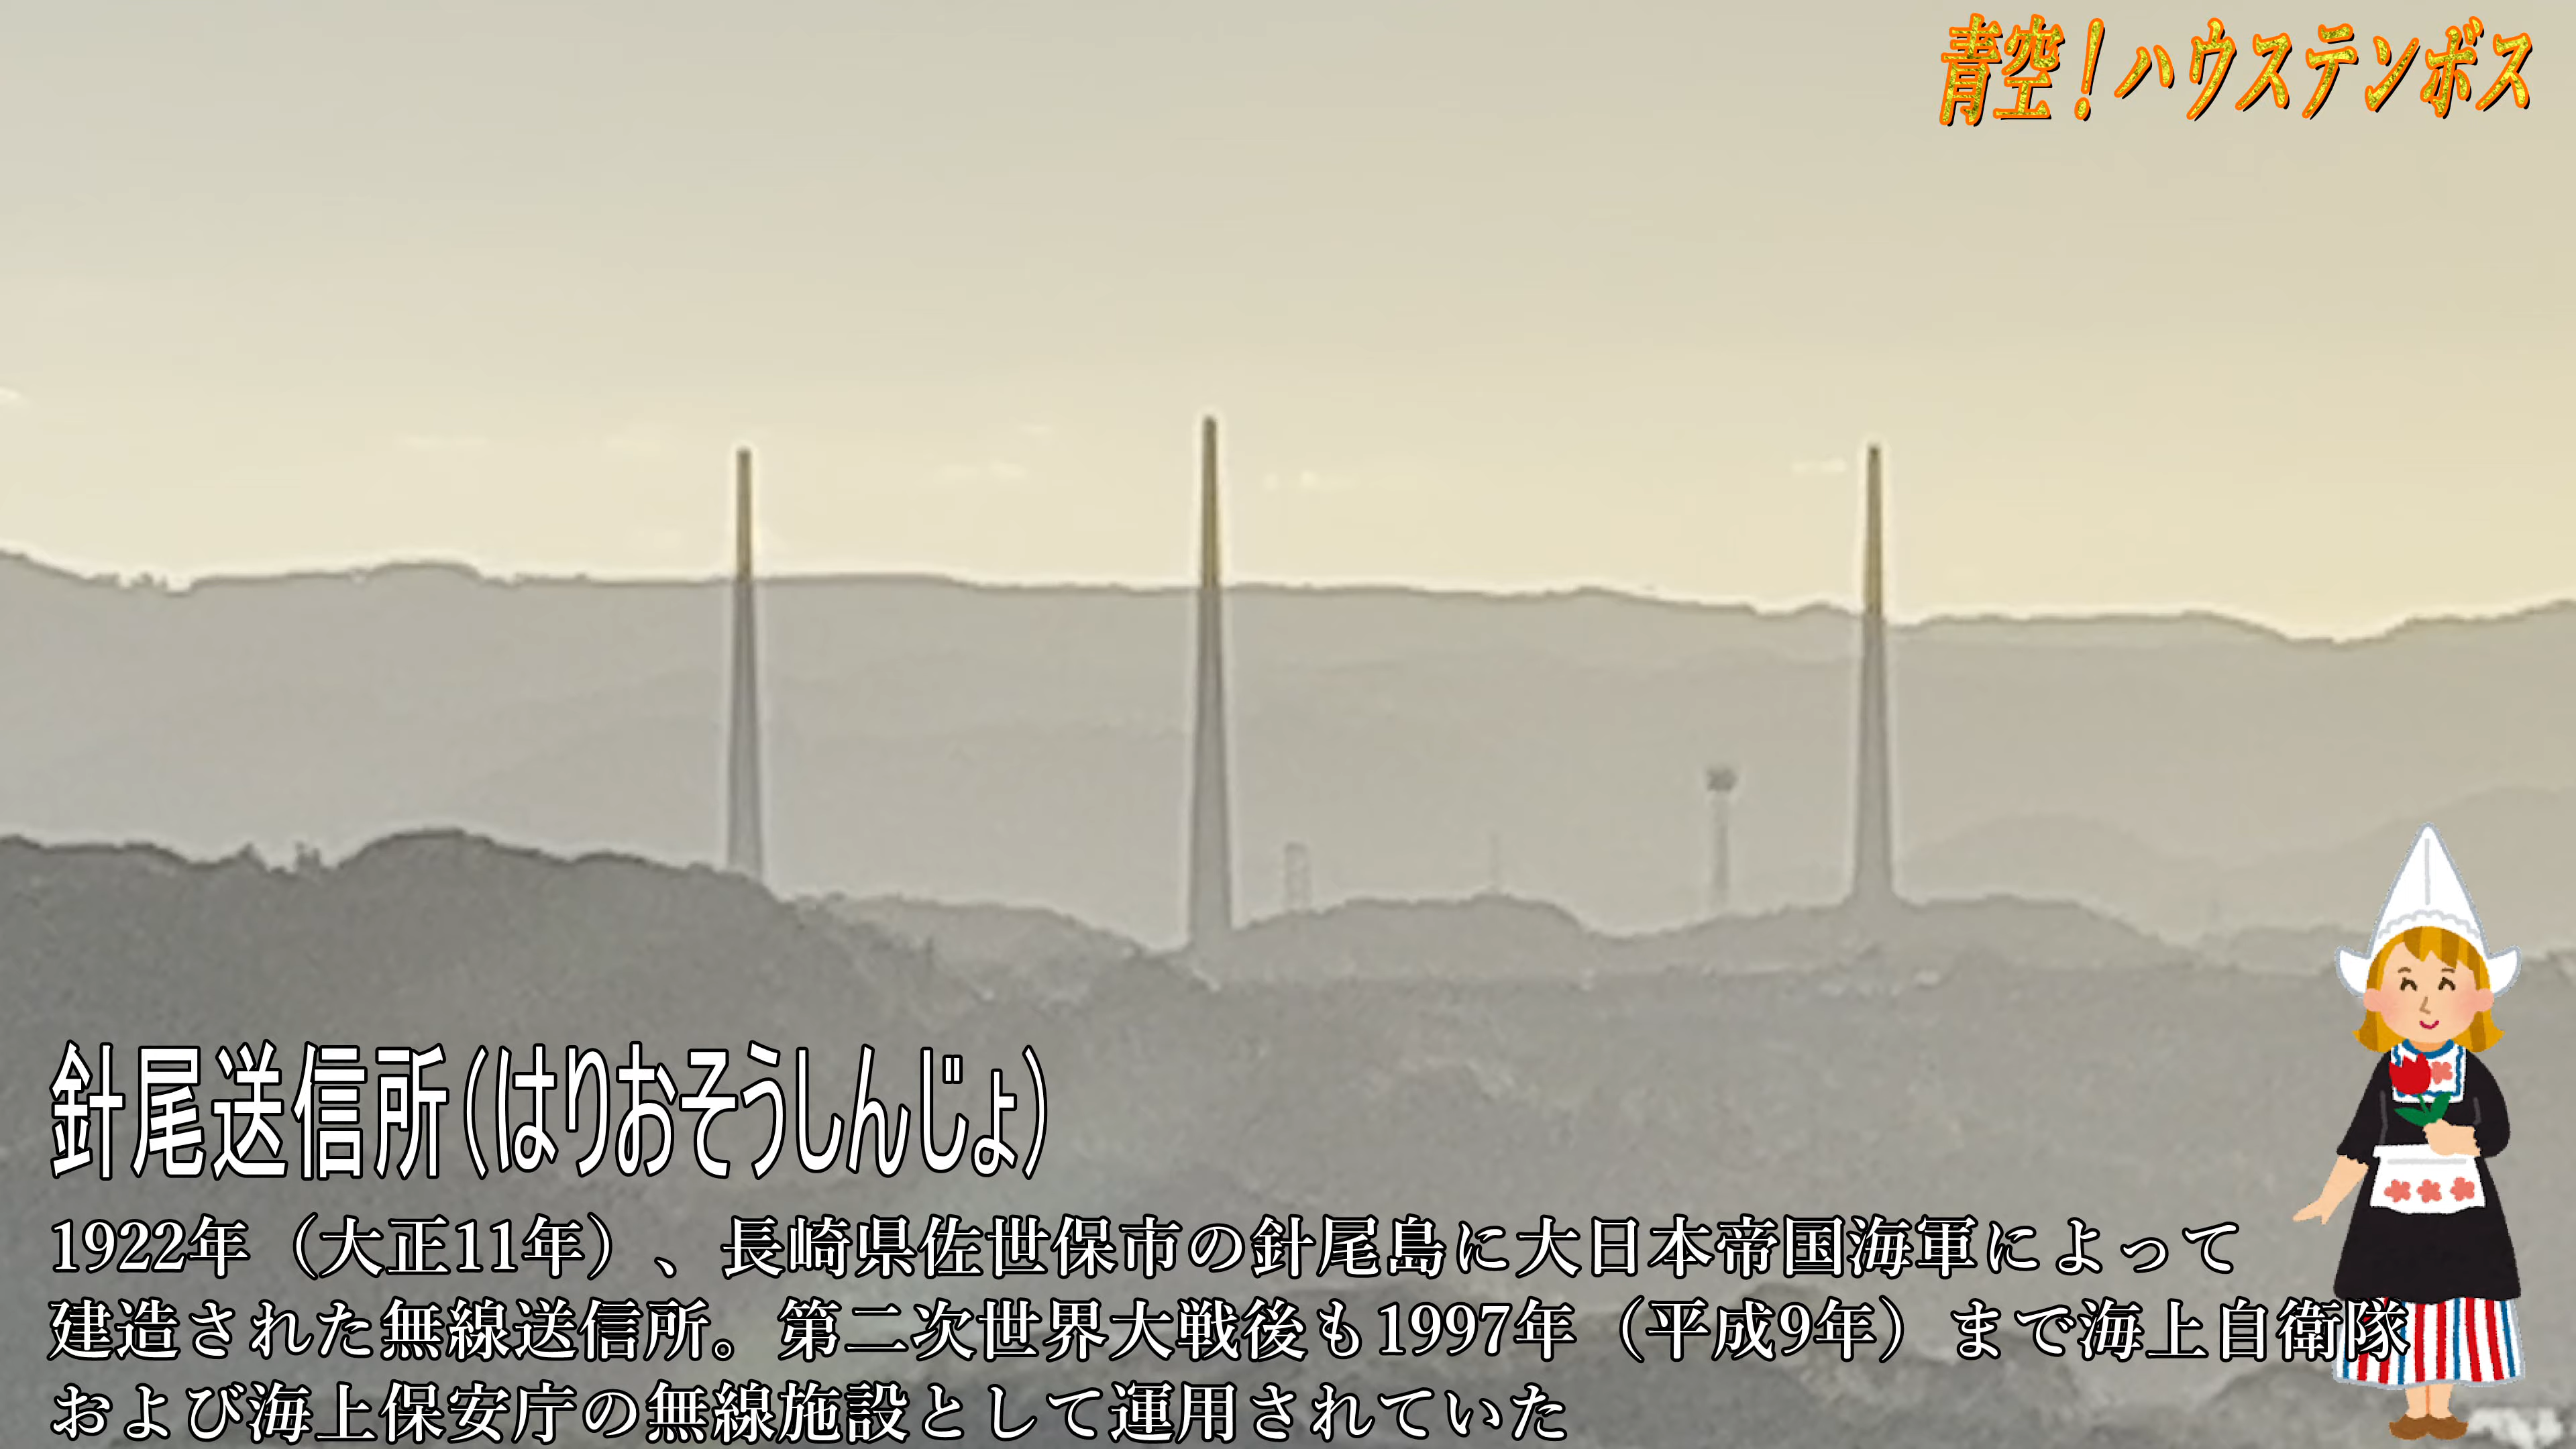 青空!ハウステンボス
針尾送信所(はりおそうしんじょ)
1922年（大正11年）、長崎県佐世保市の針尾島に大日本帝国海軍によって
建造された無線送信所。第二次世界大戦後も1997年（平成9年）まで海上自衛隊
および海上保安庁の無線施設として運用されていた